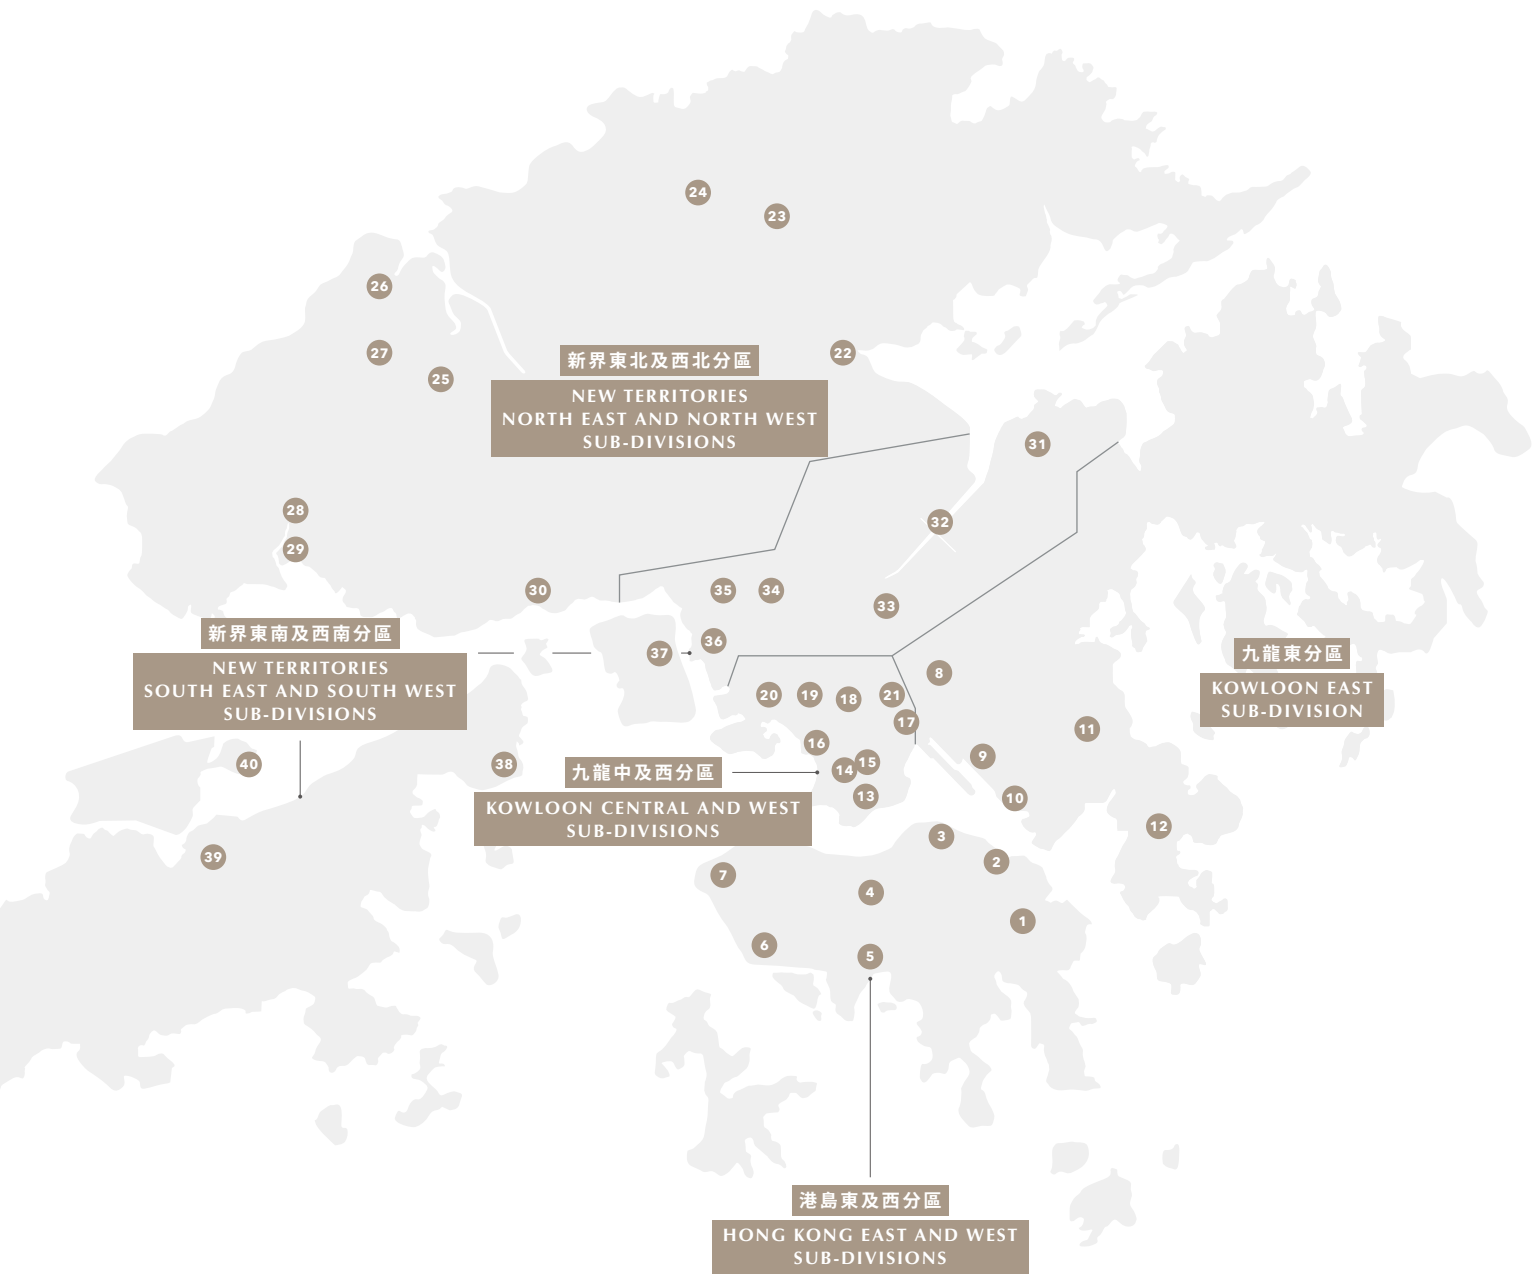 24
23
26
27
25
22
新界東北及西北分區
NEW TERRITORIES
NORTH EAST AND NORTH WEST
SUB-DIVISIONS
31
28
29
32
30
35
34
33
36
37
新界東南及西南分區
NEW TERRITORIES
SOUTH EAST AND SOUTH WEST
SUB-DIVISIONS
九龍東分區
KOWLOON EAST
SUB-DIVISION
8
20
19
18
21
17
11
16
9
40
38
15
14
13
10
九龍中及西分區
KOWLOON CENTRAL AND WEST
SUB-DIVISIONS
12
3
2
39
7
4
1
6
5
港島東及西分區
HONG KONG EAST AND WEST
SUB-DIVISIONS